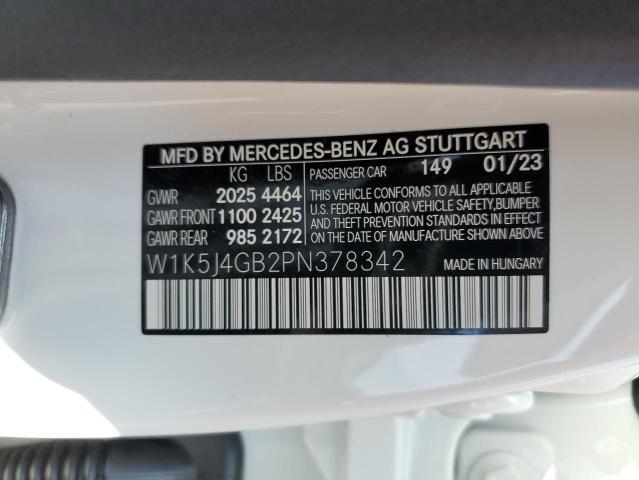 MFD BY MERCEDES-BENZ AG STUTTGART
KG LBS
GVWR 2025 4464
GAWR FRONT 1100 2425
GAWR REAR 985 2172
PASSENGER CAR 149 01/23
THIS VEHICLE CONFORMS TO ALL APPLICABLE
U.S. FEDERAL MOTOR VEHICLE SAFETY,BUMPER
AND THEFT PREVENTION STANDARDS IN EFFECT
ON THE DATE OF MANUFACTURE SHOWN ABOVE.
W1K5J4GB2PN378342 MADE IN HUNGARY